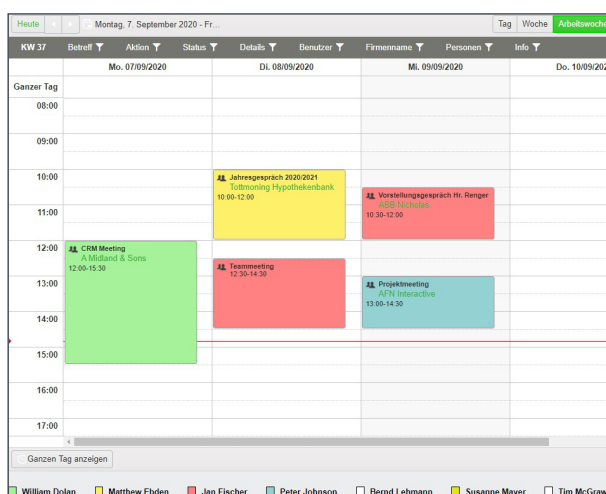 Heute Montag, 7. September 2020 - Fr... Tag Woche Arbeitswoche
KW 37 Betreff Aktion Status Details Benutzer Firmenname Personen Info
Mo. 07/09/2020 Di. 08/09/2020 Mi. 09/09/2020 Do. 10/09/202
Ganzer Tag
08:00
09:00
10:00
Jahresgespräch 2020/2021
Tottmoning Hypothekenbank
10:00-12:00
Vorstellungsgespräch Hr. Renger
ABB Nicholas.
10:30-12:00
11:00
12:00
CRM Meeting
A Midland & Sons
12:00-15:30
Teammeeting
12:30-14:30
13:00
Projektmeeting
AFN Interactive
13:00-14:30
14:00
15:00
16:00
17:00
Ganzen Tag anzeigen
William Dolan Matthew Ebden Jan Fischer Peter Johnson Bernd Lehmann Susanne Mayer Tim McGraw